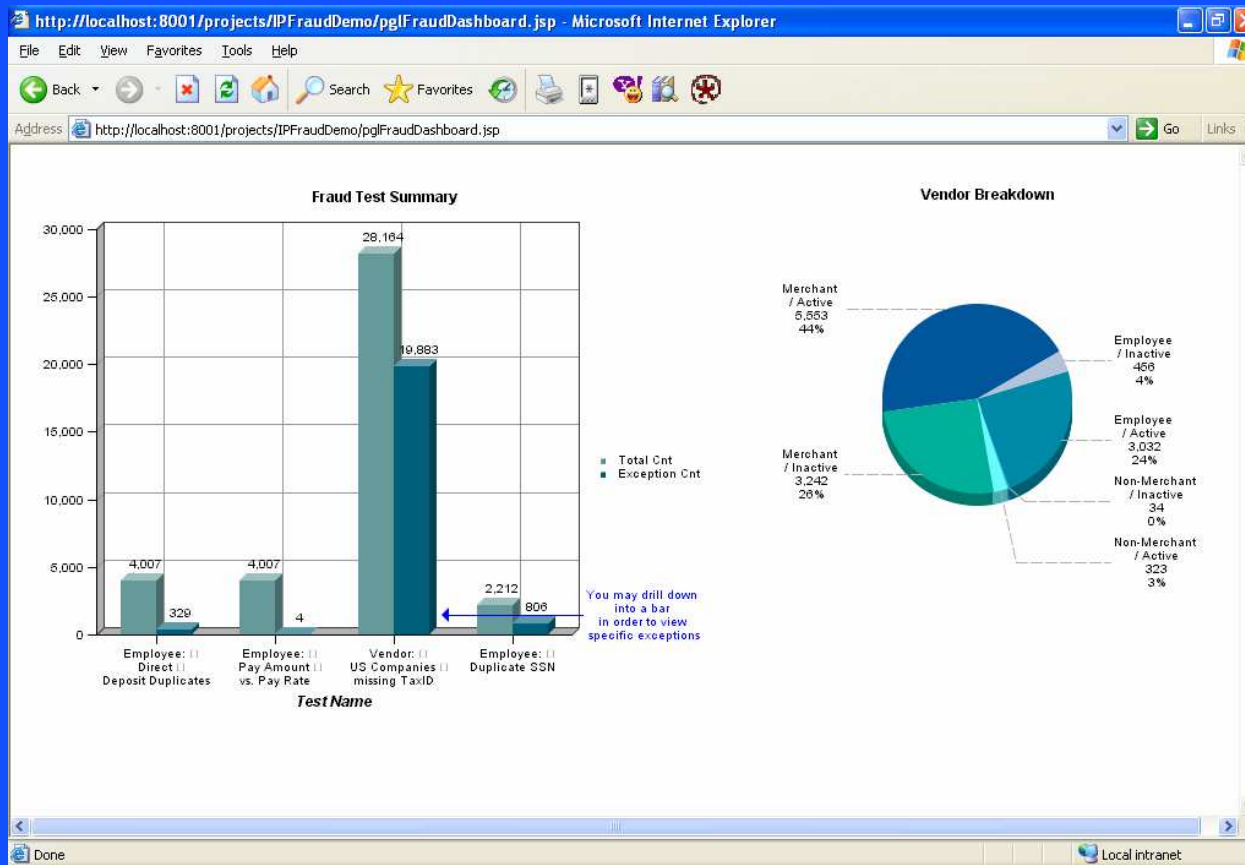 http://localhost:8001/projects/IPFraudDemo/pglFraudDashboard.jsp - Microsoft Internet Explorer
File Edit View Favorites Tools Help
Back Search Favorites
Address http://localhost:8001/projects/IPFraudDemo/pglFraudDashboard.jsp Go Links
Fraud Test Summary
30,000
25,000
20,000
15,000
10,000
5,000
0
4,007
329
4,007
4
28,164
19,883
2,212
806
Employee:
Direct
Deposit Duplicates
Employee:
Pay Amount
vs. Pay Rate
Vendor:
US Companies
missing TaxID
Employee:
Duplicate SSN
Test Name
Total Cnt
Exception Cnt
You may drill down
into a bar
in order to view
specific exceptions
Vendor Breakdown
Merchant
/ Active
5,553
44%
Employee
/ Inactive
456
4%
Employee
/ Active
3,032
24%
Merchant
/ Inactive
3,242
26%
Non-Merchant
/ Inactive
34
0%
Non-Merchant
/ Active
323
3%
Done
Local intranet